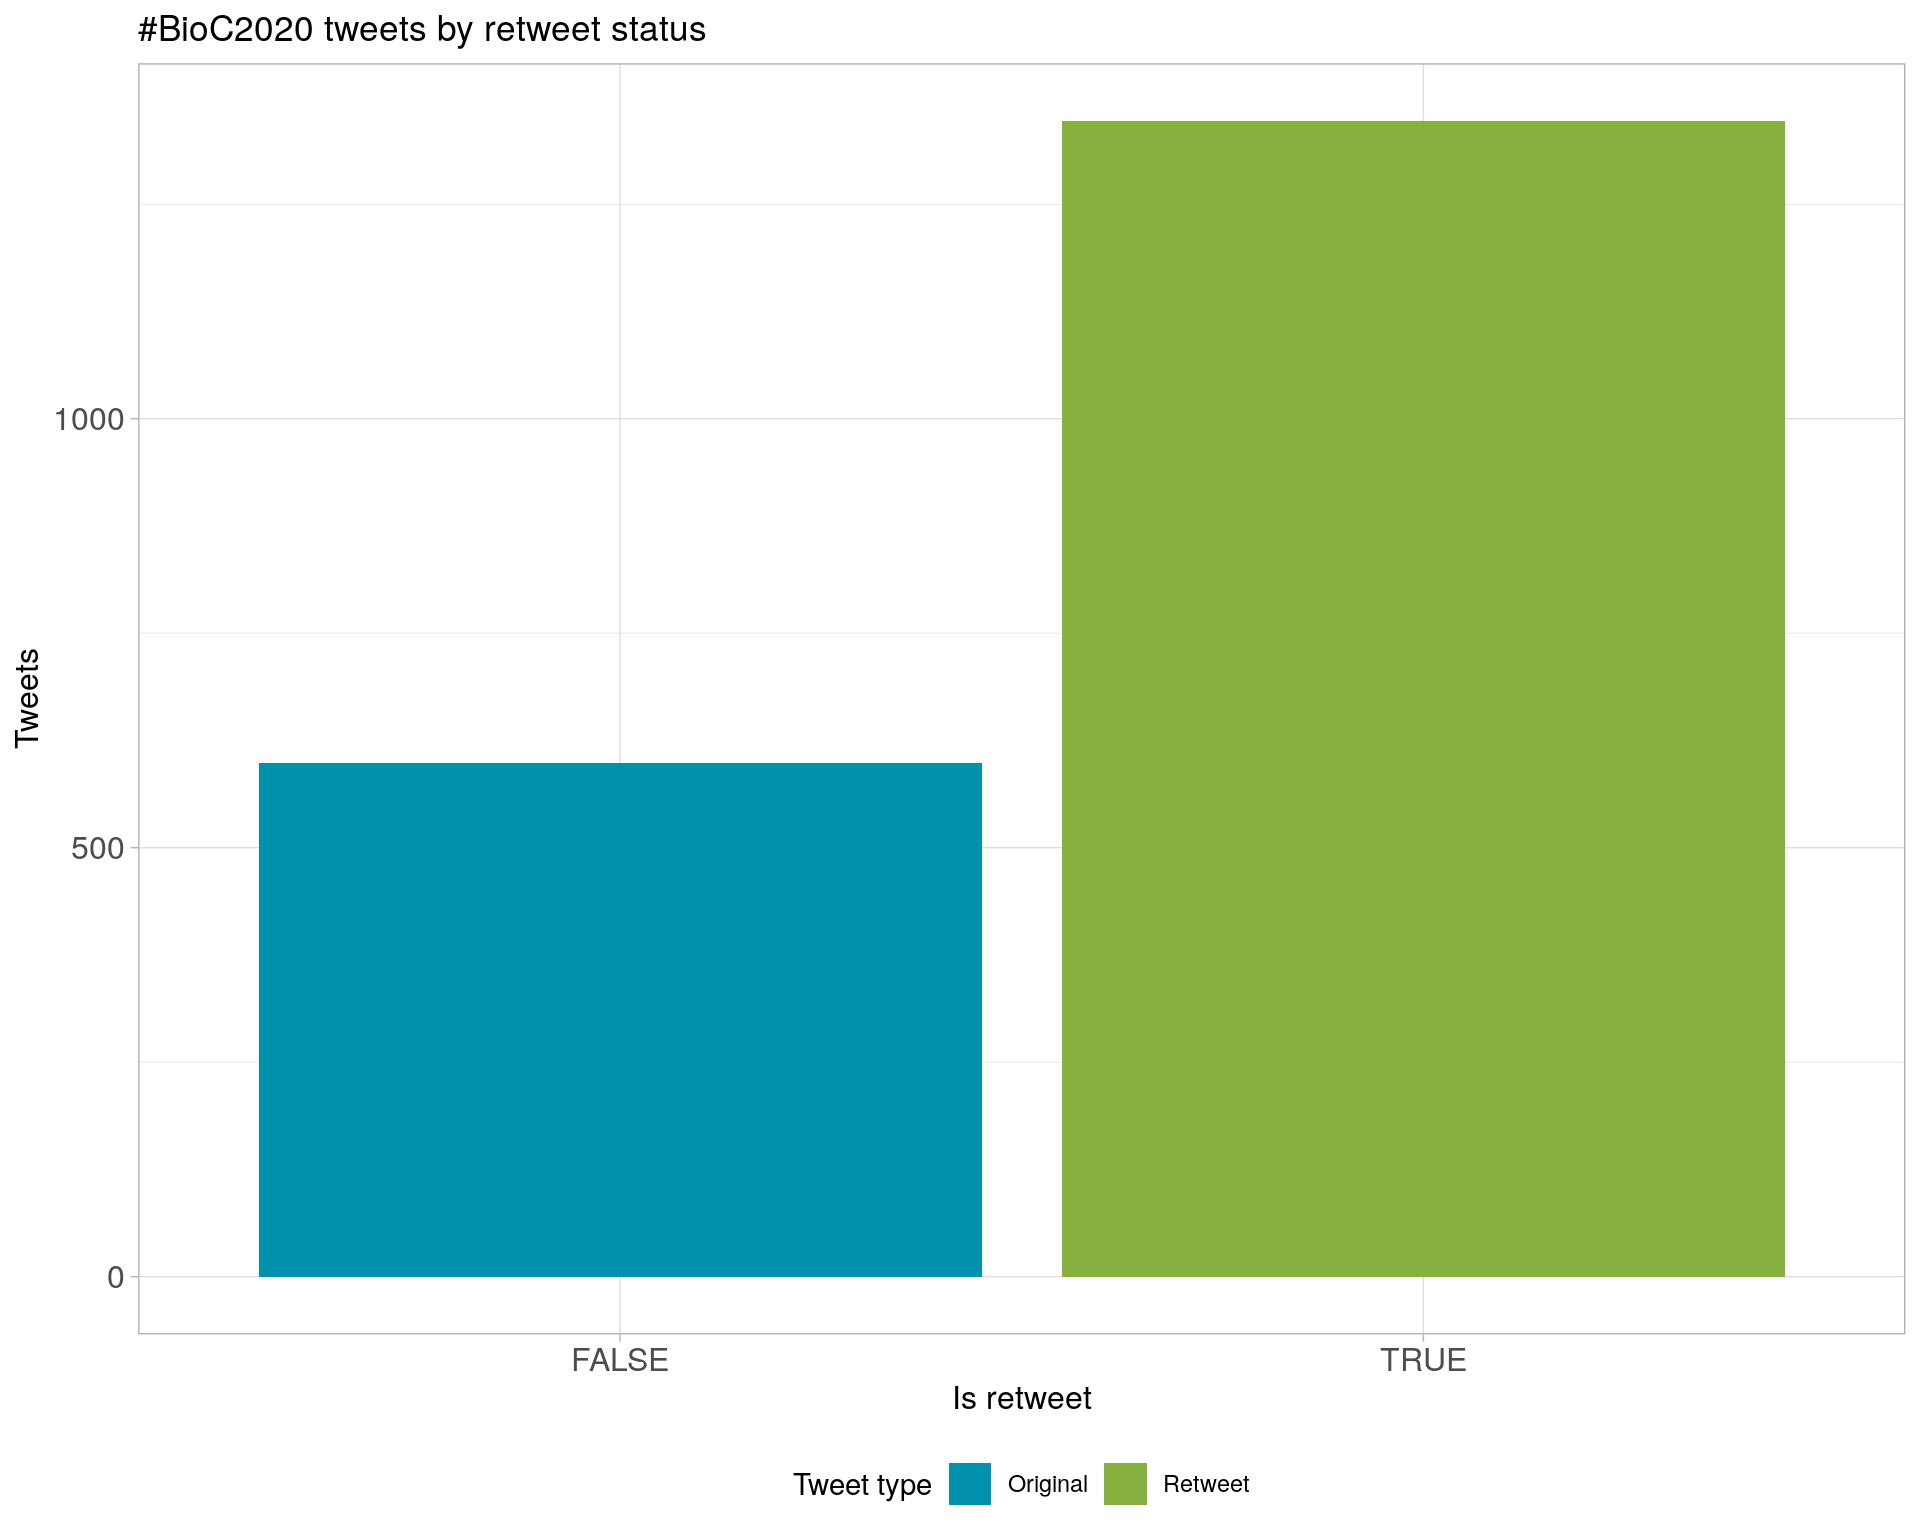 #BioC2020 tweets by retweet status
Tweets
1000
500
0
FALSE TRUE
Is retweet
Tweet type Original Retweet